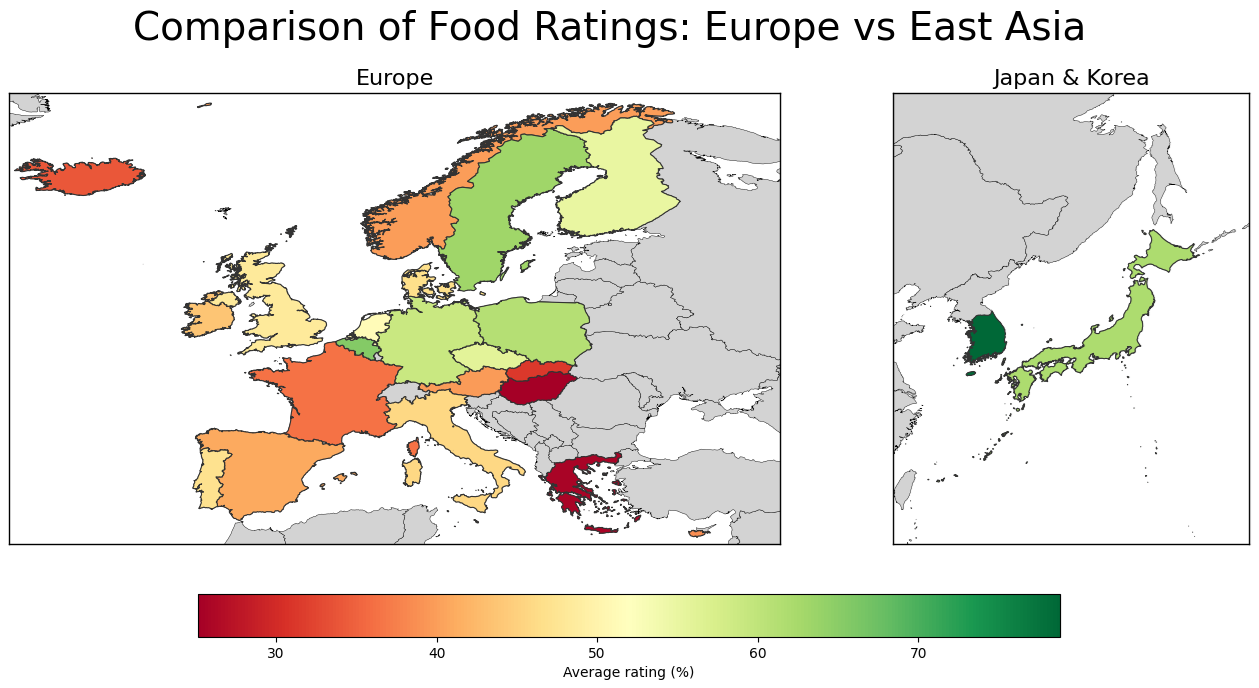 Comparison of Food Ratings: Europe vs East Asia
Europe
Japan & Korea
30 40 50 60 70
Average rating (%)